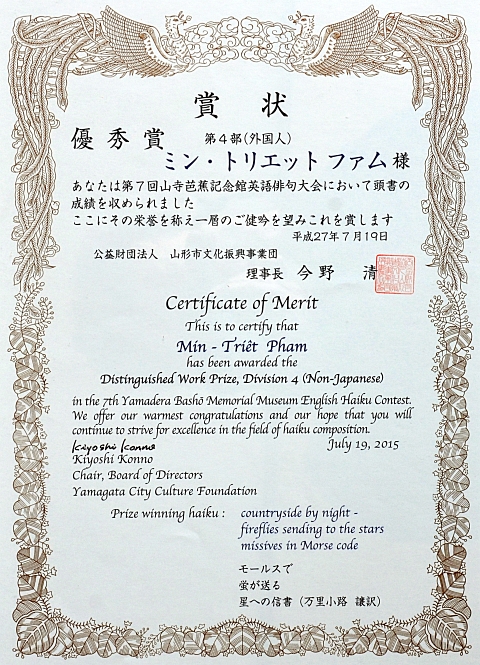 賞 状
優 秀 賞 第4部(外国人)
ミン・トリエット ファム 様
あなたは第7回山寺芭蕉記念館英語俳句大会において頭書の
成績を収められました
ここにその栄誉を称え一層のご健吟を望みこれを賞します
平成27年7月19日
公益財団法人 山形市文化振興事業団
理事長 今 野 清
Certificate of Merit
This is to certify that
Min - Triêt Pham
has been awarded the
Distinguished Work Prize, Division 4 (Non-Japanese)
in the 7th Yamadera Bashō Memorial Museum English Haiku Contest.
We offer our warmest congratulations and our hope that you will
continue to strive for excellence in the field of haiku composition.
Kiyoshi Konno July 19, 2015
Kiyoshi Konno
Chair, Board of Directors
Yamagata City Culture Foundation
Prize winning haiku : countryside by night -
fireflies sending to the stars
missives in Morse code
モールスで
蛍が送る
星への信書 (万里小路 譲訳)